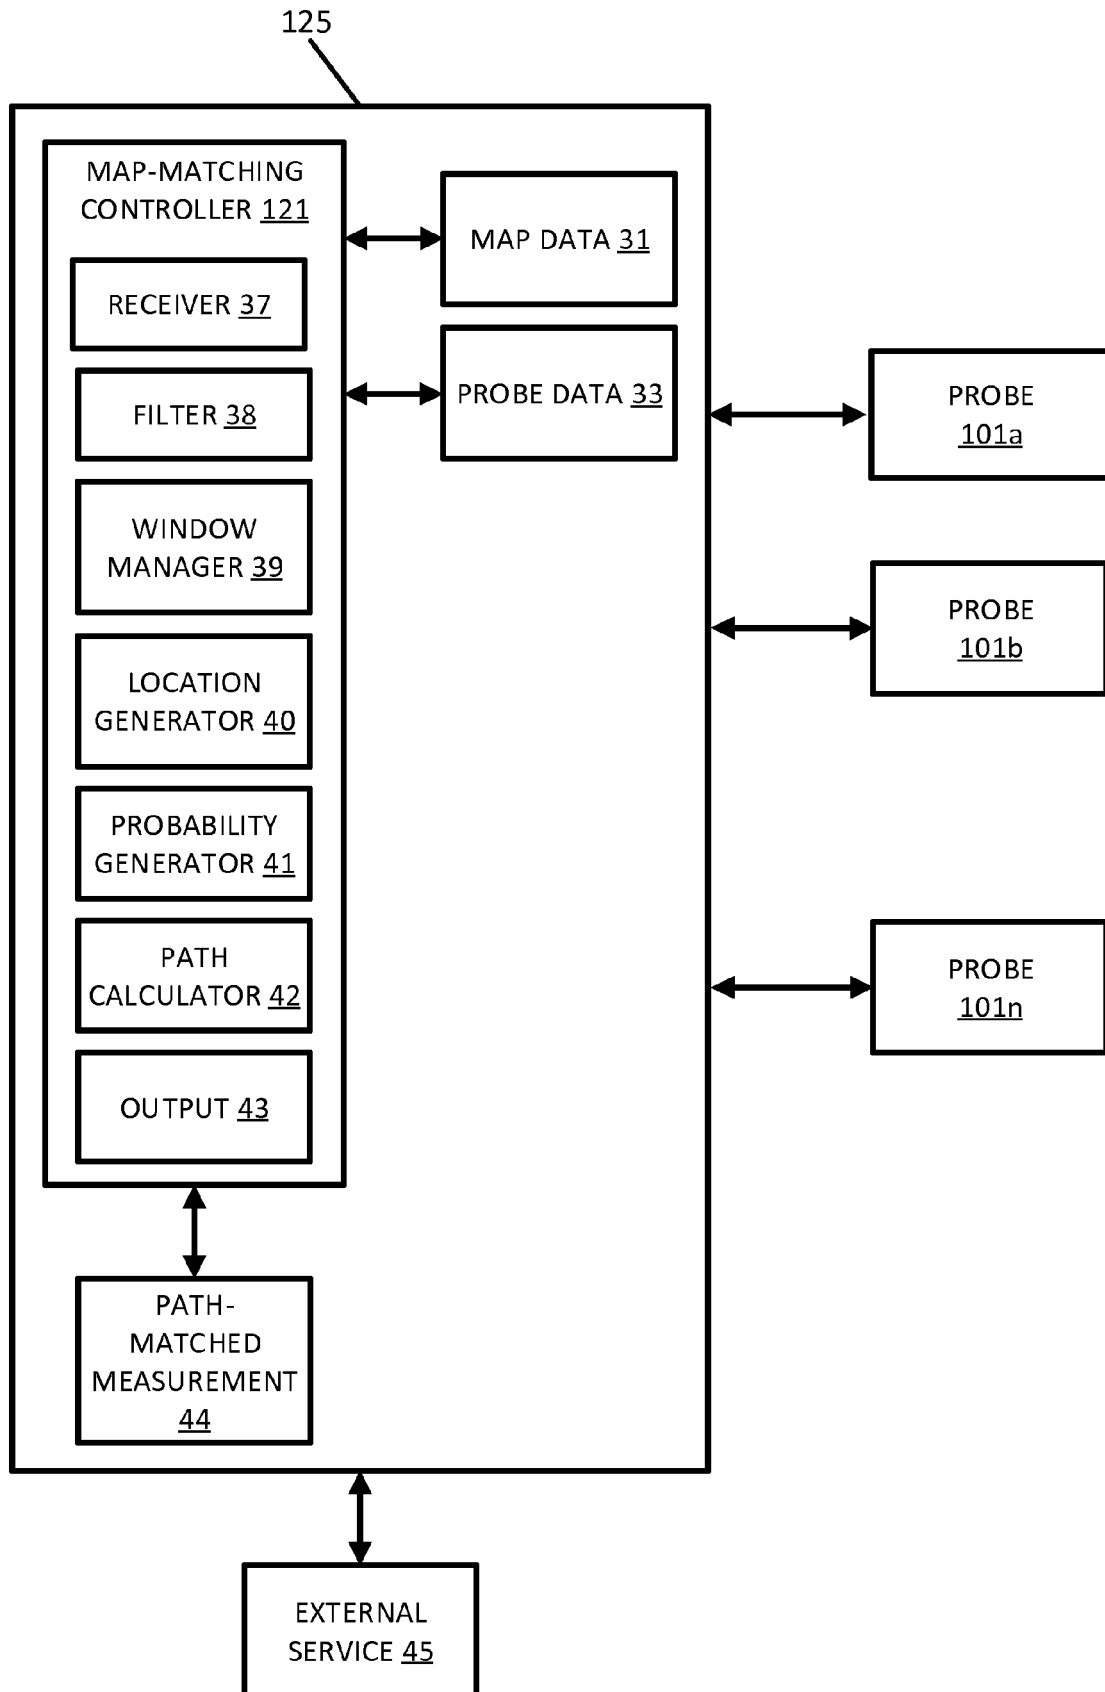 125
MAP-MATCHING
CONTROLLER 121
RECEIVER 37
FILTER 38
WINDOW
MANAGER 39
LOCATION
GENERATOR 40
PROBABILITY
GENERATOR 41
PATH
CALCULATOR 42
OUTPUT 43
MAP DATA 31
PROBE DATA 33
PROBE
101a
PROBE
101b
PROBE
101n
PATH-
MATCHED
MEASUREMENT
44
EXTERNAL
SERVICE 45